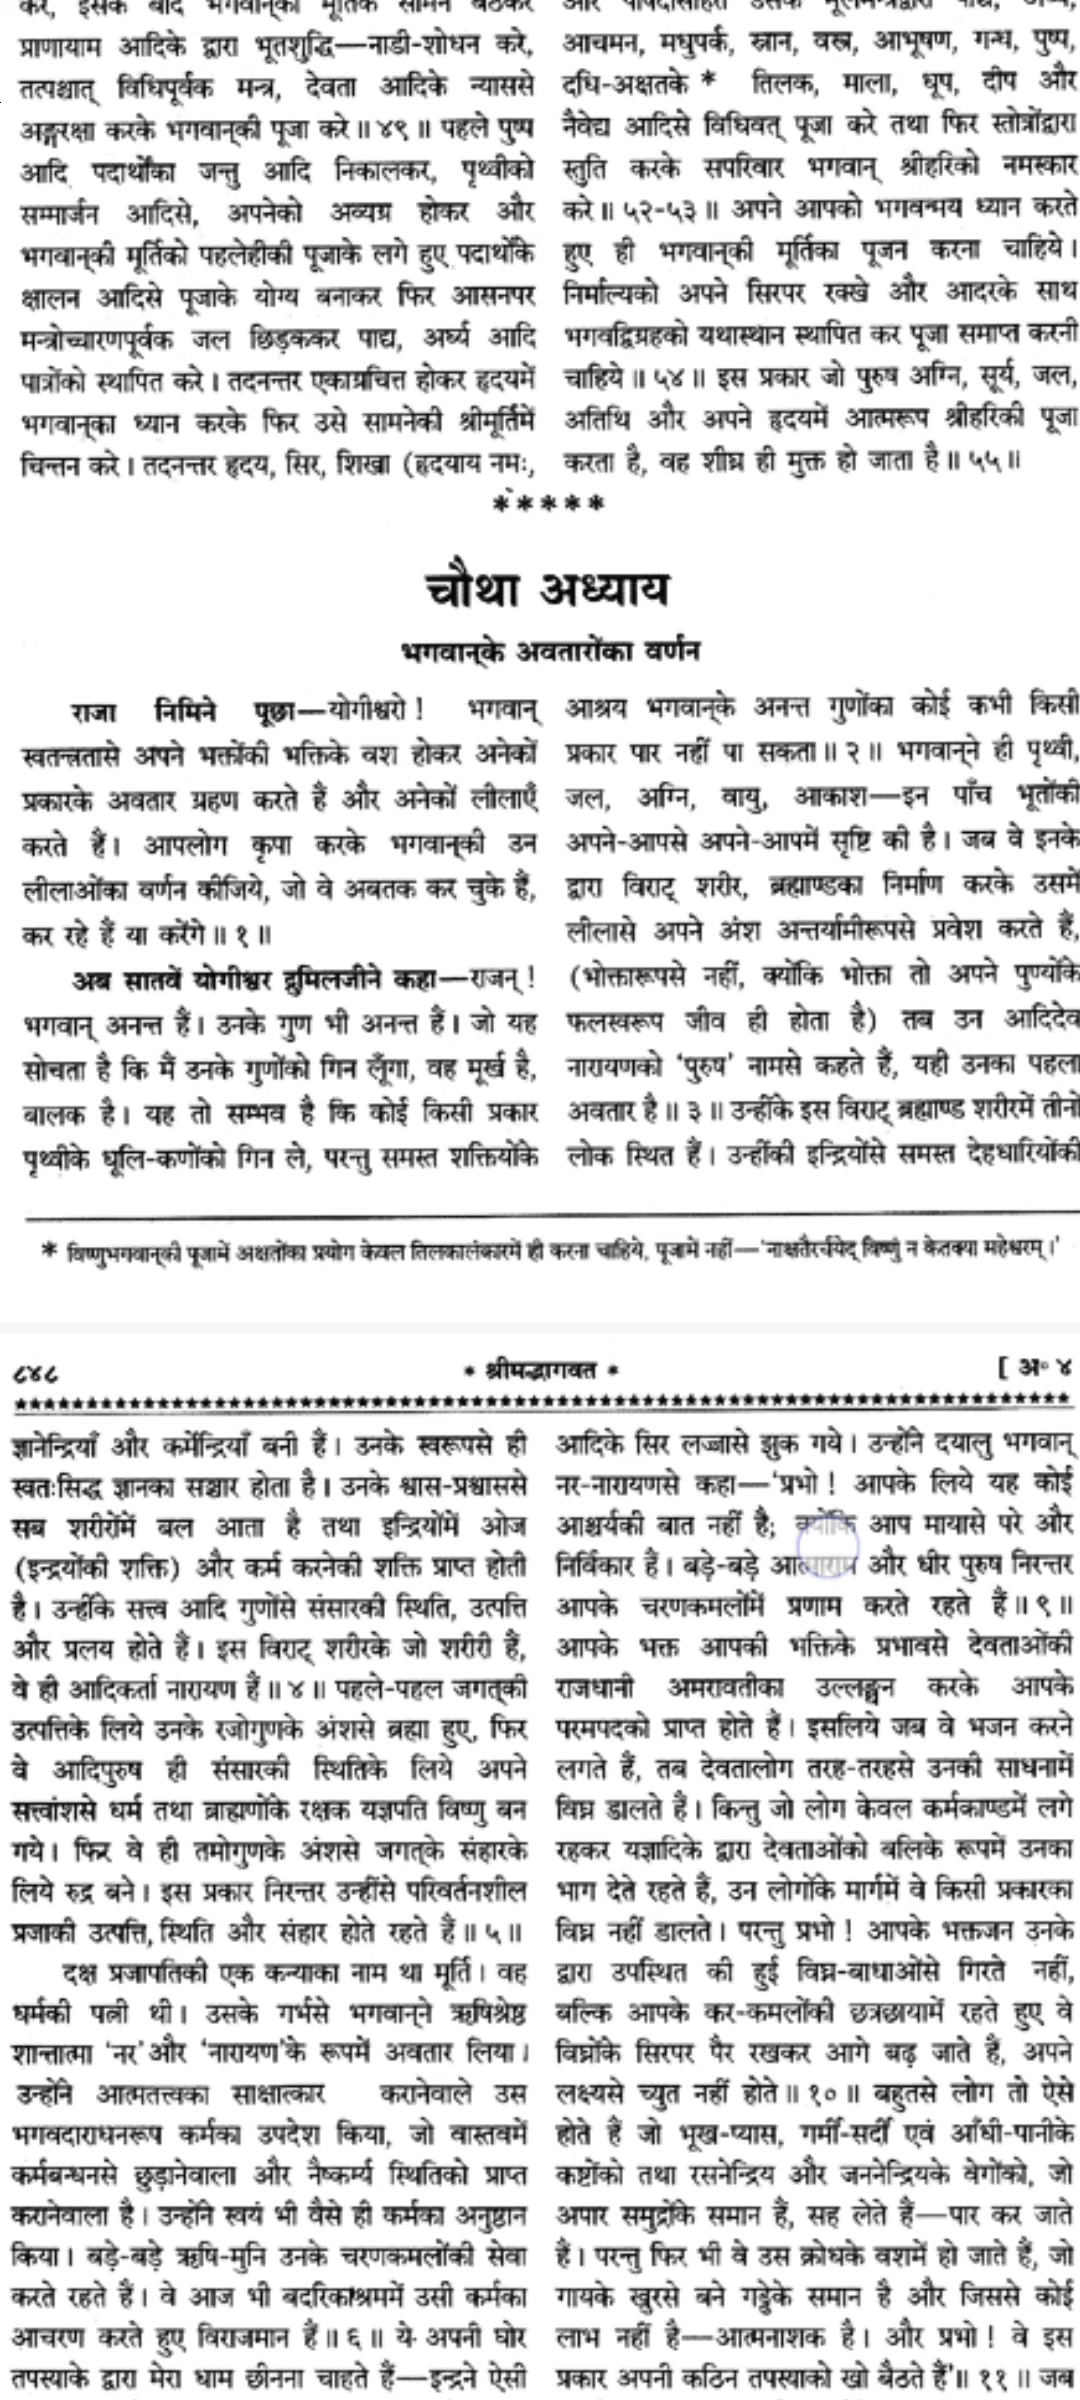 प्राणायाम आदिके द्वारा भूतशुद्धि—नाडी-शोधन करे,
तत्पश्चात् विधिपूर्वक मन्त्र, देवता आदिके न्याससे
अङ्गरक्षा करके भगवान्‌की पूजा करे॥ ४९॥ पहले पुष्प
आदि पदार्थोंका जन्तु आदि निकालकर, पृथ्वीको
सम्मार्जन आदिसे, अपनेको अव्यग्र होकर और
भगवान्‌की मूर्तिको पहलेहीकी पूजाके लगे हुए पदार्थोंके
क्षालन आदिसे पूजाके योग्य बनाकर फिर आसनपर
मन्त्रोच्चारणपूर्वक जल छिड़ककर पाद्य, अर्घ्य आदि
पात्रोंको स्थापित करे। तदनन्तर एकाग्रचित्त होकर हृदयमें
भगवान्‌का ध्यान करके फिर उसे सामनेकी श्रीमूर्तिमें
चिन्तन करे। तदनन्तर हृदय, सिर, शिखा (हृदयाय नमः,
और पार्षदोंसहित उसके मूलमन्त्रद्वारा पाद्य, अर्घ्य,
आचमन, मधुपर्क, स्नान, वस्त्र, आभूषण, गन्ध, पुष्प,
दधि-अक्षतके * तिलक, माला, धूप, दीप और
नैवेद्य आदिसे विधिवत् पूजा करे तथा फिर स्तोत्रोंद्वारा
स्तुति करके सपरिवार भगवान् श्रीहरिको नमस्कार
करे॥ ५२-५३॥ अपने आपको भगवन्मय ध्यान करते
हुए ही भगवान्‌की मूर्तिका पूजन करना चाहिये।
निर्माल्यको अपने सिरपर रक्खे और आदरके साथ
भगवद्विग्रहको यथास्थान स्थापित कर पूजा समाप्त करनी
चाहिये॥ ५४॥ इस प्रकार जो पुरुष अग्नि, सूर्य, जल,
अतिथि और अपने हृदयमें आत्मरूप श्रीहरिकी पूजा
करता है, वह शीघ्र ही मुक्त हो जाता है॥ ५५॥
*****
चौथा अध्याय
भगवान्‌के अवतारोंका वर्णन
राजा निमिने पूछा—योगीश्वरो! भगवान्
स्वतन्त्रतासे अपने भक्तोंकी भक्तिके वश होकर अनेकों
प्रकारके अवतार ग्रहण करते हैं और अनेकों लीलाएँ
करते हैं। आपलोग कृपा करके भगवान्‌की उन
लीलाओंका वर्णन कीजिये, जो वे अबतक कर चुके हैं,
कर रहे हैं या करेंगे॥ १॥
अब सातवें योगीश्वर द्रुमिलजीने कहा—राजन्!
भगवान् अनन्त हैं। उनके गुण भी अनन्त हैं। जो यह
सोचता है कि मैं उनके गुणोंको गिन लूँगा, वह मूर्ख है,
बालक है। यह तो सम्भव है कि कोई किसी प्रकार
पृथ्वीके धूलि-कणोंको गिन ले, परन्तु समस्त शक्तियोंके
आश्रय भगवान्‌के अनन्त गुणोंका कोई कभी किसी
प्रकार पार नहीं पा सकता॥ २॥ भगवान्‌ने ही पृथ्वी,
जल, अग्नि, वायु, आकाश—इन पाँच भूतोंकी
अपने-आपसे अपने-आपमें सृष्टि की है। जब वे इनके
द्वारा विराट् शरीर, ब्रह्माण्डका निर्माण करके उसमें
लीलासे अपने अंश अन्तर्यामीरूपसे प्रवेश करते हैं,
(भोक्तारूपसे नहीं, क्योंकि भोक्ता तो अपने पुण्योंके
फलस्वरूप जीव ही होता है) तब उन आदिदेव
नारायणको ‘पुरुष’ नामसे कहते हैं, यही उनका पहला
अवतार है॥ ३॥ उन्हींके इस विराट् ब्रह्माण्ड शरीरमें तीनों
लोक स्थित हैं। उन्हींकी इन्द्रियोंसे समस्त देहधारियोंकी
* विष्णुभगवान्‌की पूजामें अक्षतोंका प्रयोग केवल तिलकालंकारमें ही करना चाहिये, पूजामें नहीं—‘नाक्षतैरर्चयेद् विष्णुं न केतक्या महेश्वरम्।’
८४८
* श्रीमद्भागवत *
[ अ० ४
ज्ञानेन्द्रियाँ और कर्मेन्द्रियाँ बनी हैं। उनके स्वरूपसे ही
स्वतःसिद्ध ज्ञानका सञ्चार होता है। उनके श्वास-प्रश्वाससे
सब शरीरोंमें बल आता है तथा इन्द्रियोंमें ओज
(इन्द्रयोंकी शक्ति) और कर्म करनेकी शक्ति प्राप्त होती
है। उन्हींके सत्त्व आदि गुणोंसे संसारकी स्थिति, उत्पत्ति
और प्रलय होते हैं। इस विराट् शरीरके जो शरीरी हैं,
वे ही आदिकर्ता नारायण हैं॥ ४॥ पहले-पहल जगत्‌की
उत्पत्तिके लिये उनके रजोगुणके अंशसे ब्रह्मा हुए, फिर
वे आदिपुरुष ही संसारकी स्थितिके लिये अपने
सत्त्वांशसे धर्म तथा ब्राह्मणोंके रक्षक यज्ञपति विष्णु बन
गये। फिर वे ही तमोगुणके अंशसे जगत्‌के संहारके
लिये रुद्र बने। इस प्रकार निरन्तर उन्हींसे परिवर्तनशील
प्रजाकी उत्पत्ति, स्थिति और संहार होते रहते हैं॥ ५॥
दक्ष प्रजापतिकी एक कन्याका नाम था मूर्ति। वह
धर्मकी पत्नी थी। उसके गर्भसे भगवान्‌ने ऋषिश्रेष्ठ
शान्तात्मा ‘नर’ और ‘नारायण’के रूपमें अवतार लिया।
उन्होंने आत्मतत्त्वका साक्षात्कार करानेवाले उस
भगवदाराधनरूप कर्मका उपदेश किया, जो वास्तवमें
कर्मबन्धनसे छुड़ानेवाला और नैष्कर्म्य स्थितिको प्राप्त
करानेवाला है। उन्होंने स्वयं भी वैसे ही कर्मका अनुष्ठान
किया। बड़े-बड़े ऋषि-मुनि उनके चरणकमलोंकी सेवा
करते रहते हैं। वे आज भी बदरिकाश्रममें उसी कर्मका
आचरण करते हुए विराजमान हैं॥ ६॥ ये अपनी घोर
तपस्याके द्वारा मेरा धाम छीनना चाहते हैं—इन्द्रने ऐसी
आदिके सिर लज्जासे झुक गये। उन्होंने दयालु भगवान्
नर-नारायणसे कहा—‘प्रभो! आपके लिये यह कोई
आश्चर्यकी बात नहीं है; क्योंकि आप मायासे परे और
निर्विकार हैं। बड़े-बड़े आत्माराम और धीर पुरुष निरन्तर
आपके चरणकमलोंमें प्रणाम करते रहते हैं॥ ९॥
आपके भक्त आपकी भक्तिके प्रभावसे देवताओंकी
राजधानी अमरावतीका उल्लङ्घन करके आपके
परमपदको प्राप्त होते हैं। इसलिये जब वे भजन करने
लगते हैं, तब देवतालोग तरह-तरहसे उनकी साधनामें
विघ्न डालते हैं। किन्तु जो लोग केवल कर्मकाण्डमें लगे
रहकर यज्ञादिके द्वारा देवताओंको बलिके रूपमें उनका
भाग देते रहते हैं, उन लोगोंके मार्गमें वे किसी प्रकारका
विघ्न नहीं डालते। परन्तु प्रभो! आपके भक्तजन उनके
द्वारा उपस्थित की हुई विघ्न-बाधाओंसे गिरते नहीं,
बल्कि आपके कर-कमलोंकी छत्रछायामें रहते हुए वे
विघ्नोंके सिरपर पैर रखकर आगे बढ़ जाते हैं, अपने
लक्ष्यसे च्युत नहीं होते॥ १०॥ बहुतसे लोग तो ऐसे
होते हैं जो भूख-प्यास, गर्मी-सर्दी एवं आँधी-पानीके
कष्टोंको तथा रसनेन्द्रिय और जननेन्द्रियके वेगोंको, जो
अपार समुद्रोंके समान हैं, सह लेते हैं—पार कर जाते
हैं। परन्तु फिर भी वे उस क्रोधके वशमें हो जाते हैं, जो
गायके खुरसे बने गड्ढेके समान है और जिससे कोई
लाभ नहीं है—आत्मनाशक है। और प्रभो! वे इस
प्रकार अपनी कठिन तपस्याको खो बैठते हैं’॥ ११॥ जब